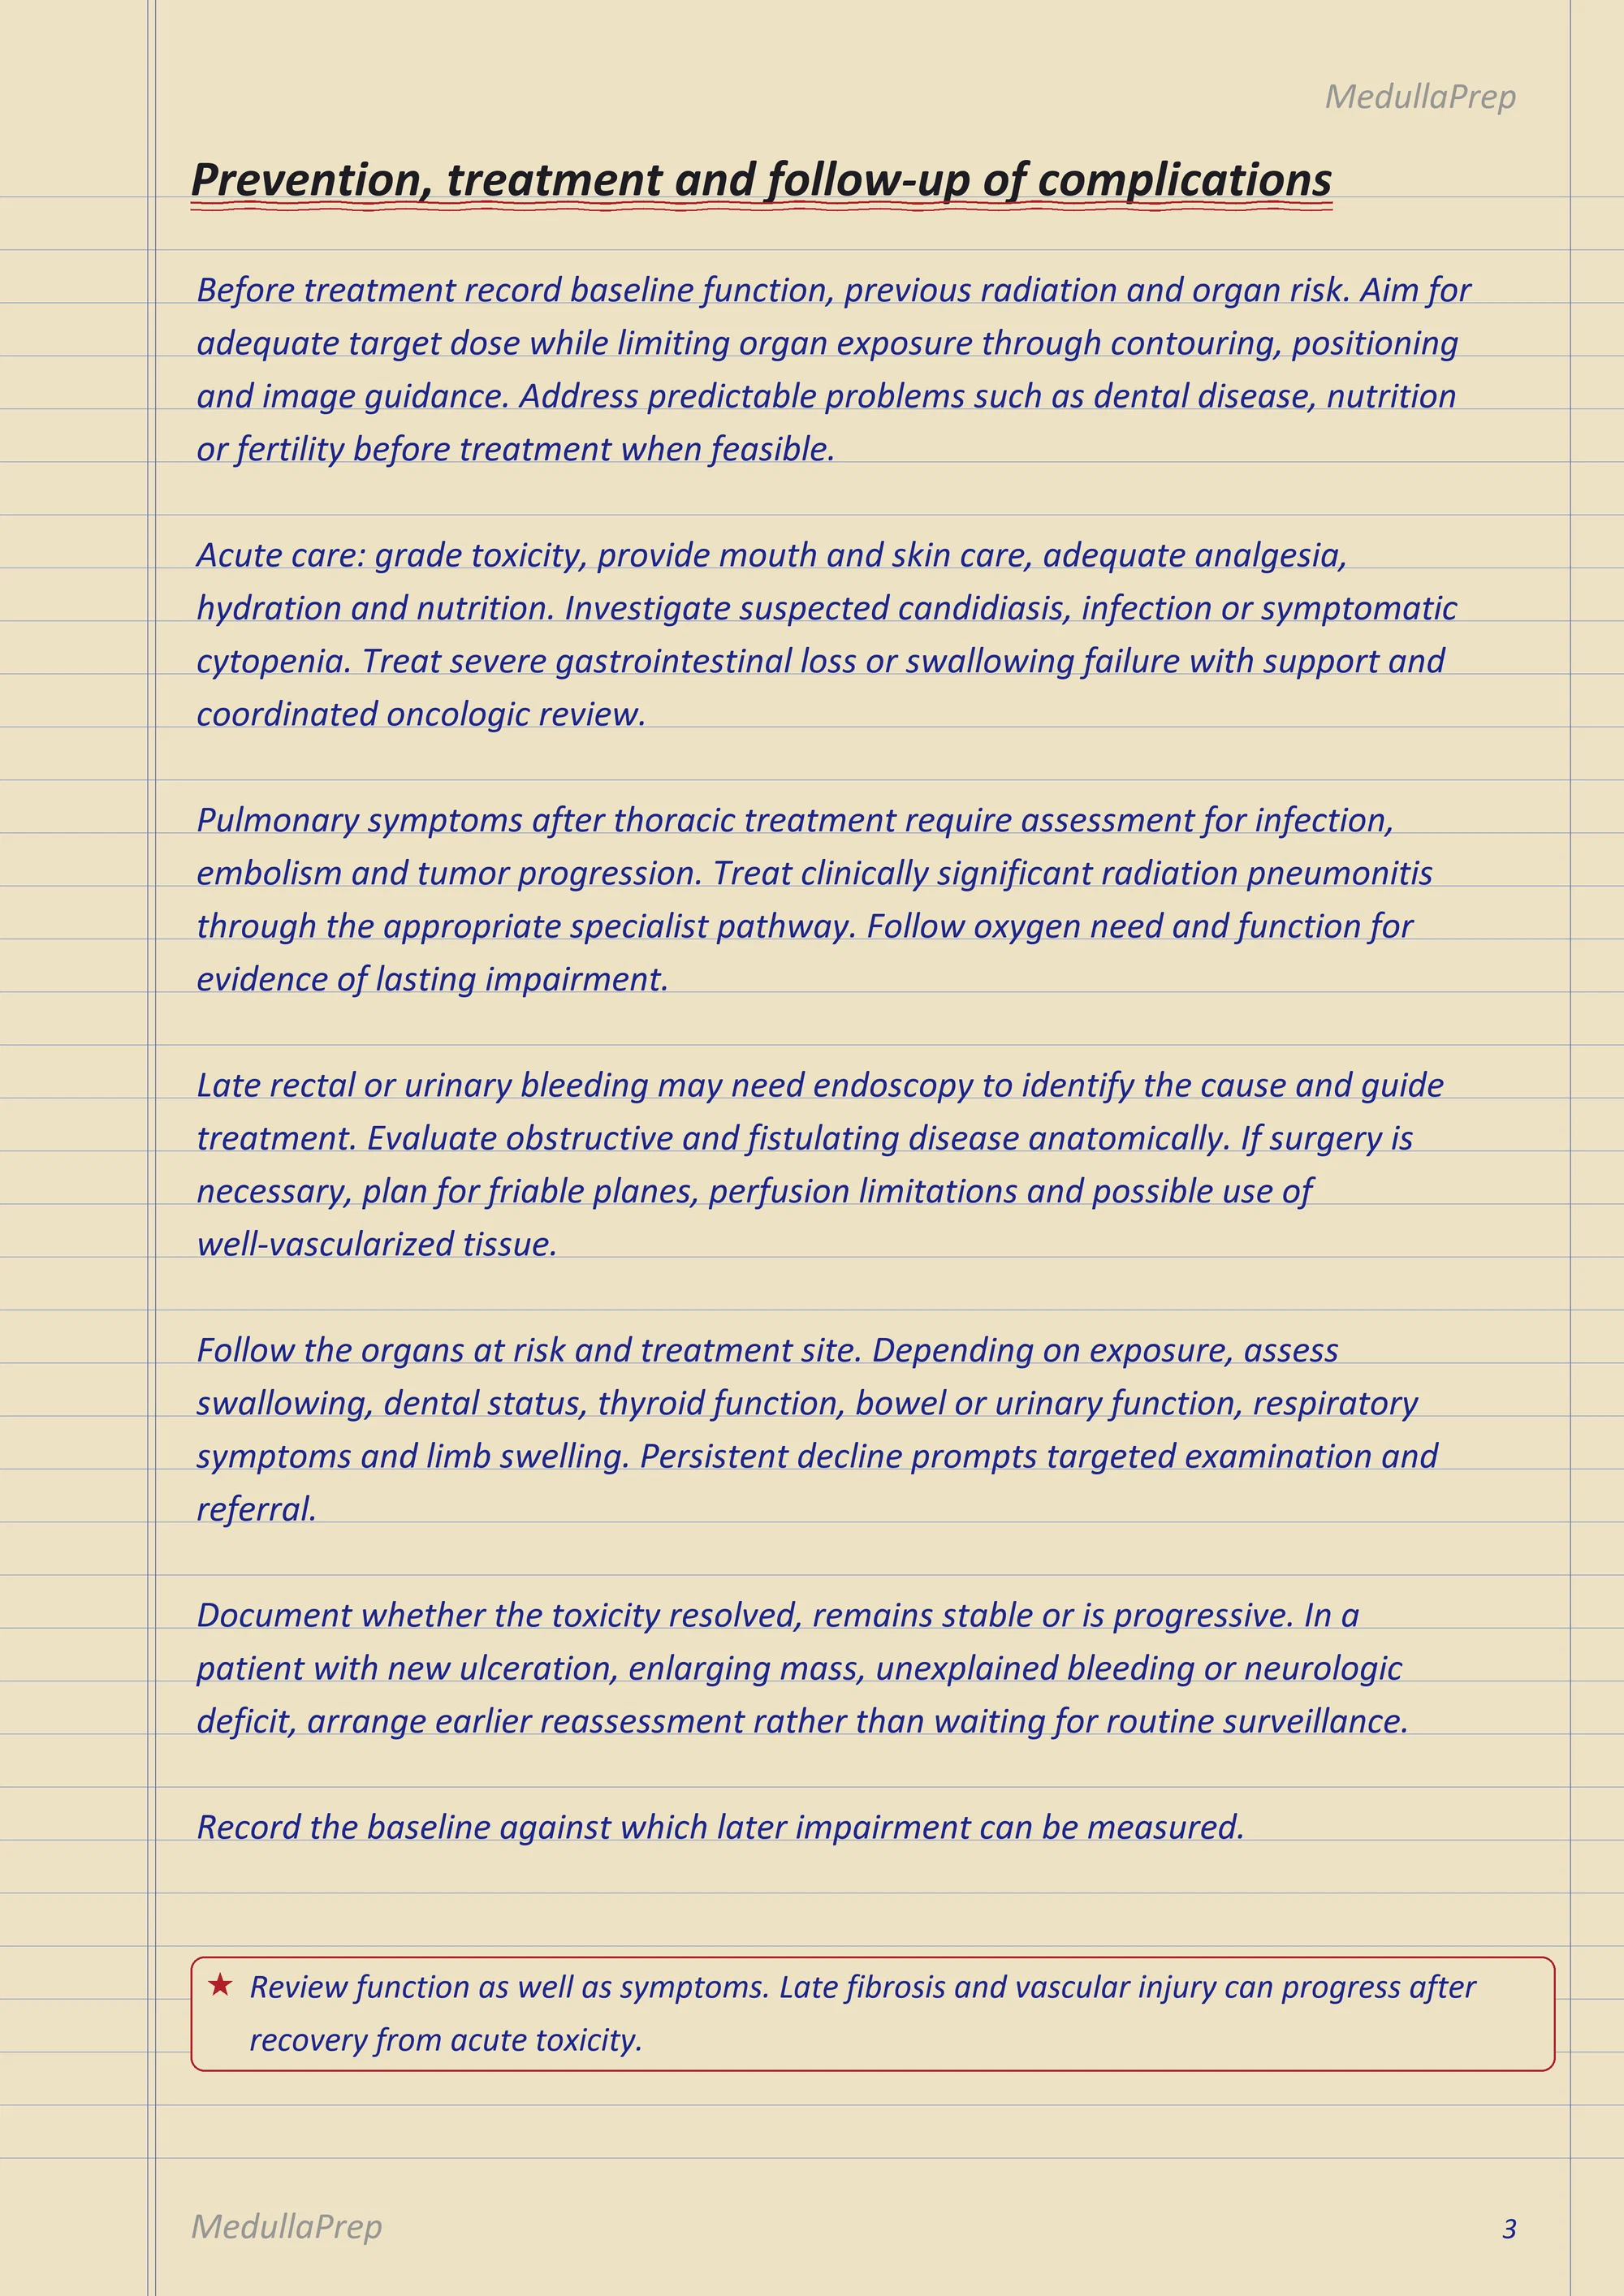 MedullaPrep
Prevention, treatment and follow-up of complications
Before treatment record baseline function, previous radiation and organ risk. Aim for
adequate target dose while limiting organ exposure through contouring, positioning
and image guidance. Address predictable problems such as dental disease, nutrition
or fertility before treatment when feasible.
Acute care: grade toxicity, provide mouth and skin care, adequate analgesia,
hydration and nutrition. Investigate suspected candidiasis, infection or symptomatic
cytopenia. Treat severe gastrointestinal loss or swallowing failure with support and
coordinated oncologic review.
Pulmonary symptoms after thoracic treatment require assessment for infection,
embolism and tumor progression. Treat clinically significant radiation pneumonitis
through the appropriate specialist pathway. Follow oxygen need and function for
evidence of lasting impairment.
Late rectal or urinary bleeding may need endoscopy to identify the cause and guide
treatment. Evaluate obstructive and fistulating disease anatomically. If surgery is
necessary, plan for friable planes, perfusion limitations and possible use of
well-vascularized tissue.
Follow the organs at risk and treatment site. Depending on exposure, assess
swallowing, dental status, thyroid function, bowel or urinary function, respiratory
symptoms and limb swelling. Persistent decline prompts targeted examination and
referral.
Document whether the toxicity resolved, remains stable or is progressive. In a
patient with new ulceration, enlarging mass, unexplained bleeding or neurologic
deficit, arrange earlier reassessment rather than waiting for routine surveillance.
Record the baseline against which later impairment can be measured.
★ Review function as well as symptoms. Late fibrosis and vascular injury can progress after
recovery from acute toxicity.
MedullaPrep
3